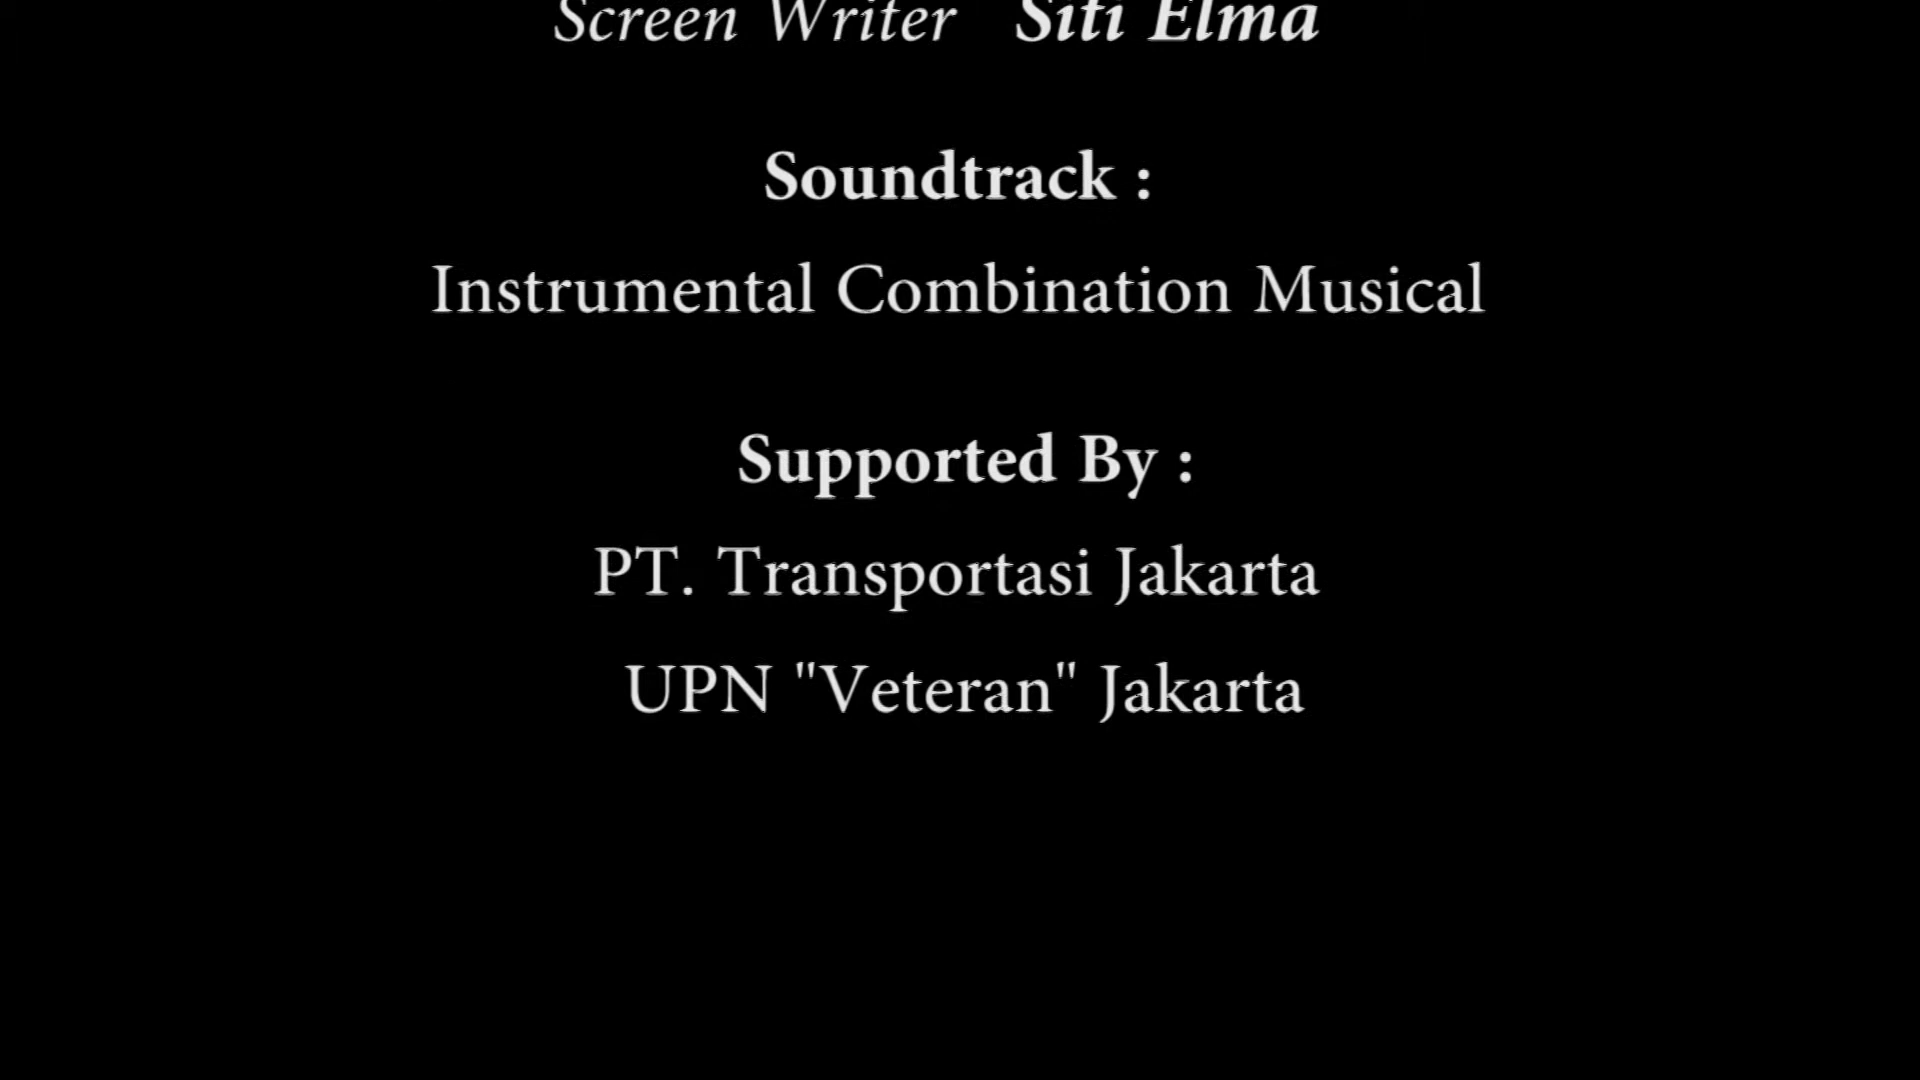 Screen Writer Siti Elma
Soundtrack :
Instrumental Combination Musical
Supported By :
PT. Transportasi Jakarta
UPN "Veteran" Jakarta